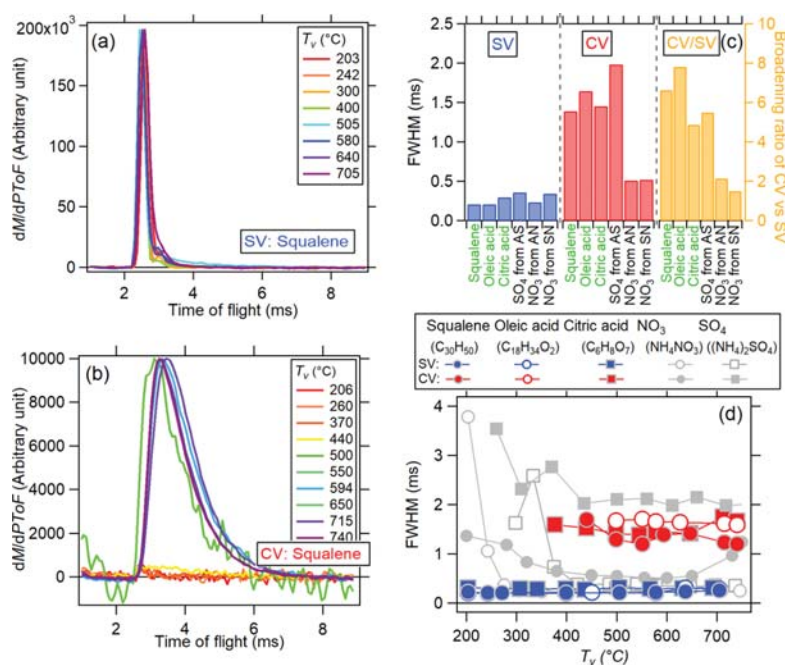 (a)
200x10³
150
100
50
0
dM/dPToF (Arbitrary unit)
Tᵥ (°C)
203
242
300
400
505
580
640
705
SV: Squalene
2 4 6 8
Time of flight (ms)
(b)
10000
8000
6000
4000
2000
0
dM/dPToF (Arbitrary unit)
Tᵥ (°C)
206
260
370
440
500
550
594
650
715
740
CV: Squalene
2 4 6 8
Time of flight (ms)
SV CV CV/SV (c)
2.5
2.0
1.5
1.0
0.5
0.0
FWHM (ms)
10
8
6
4
2
0
Broadening ratio of CV vs SV
Squalene
Oleic acid
Citric acid
SO₄ from AS
NO₃ from AN
NO₃ from SN
Squalene
Oleic acid
Citric acid
SO₄ from AS
NO₃ from AN
NO₃ from SN
Squalene
Oleic acid
Citric acid
SO₄ from AS
NO₃ from AN
NO₃ from SN
Squalene Oleic acid Citric acid NO₃ SO₄
(C₃₀H₅₀) (C₁₈H₃₄O₂) (C₆H₈O₇) (NH₄NO₃) ((NH₄)₂SO₄)
SV:
CV:
(d)
4
3
2
1
0
FWHM (ms)
200 300 400 500 600 700
Tᵥ (°C)